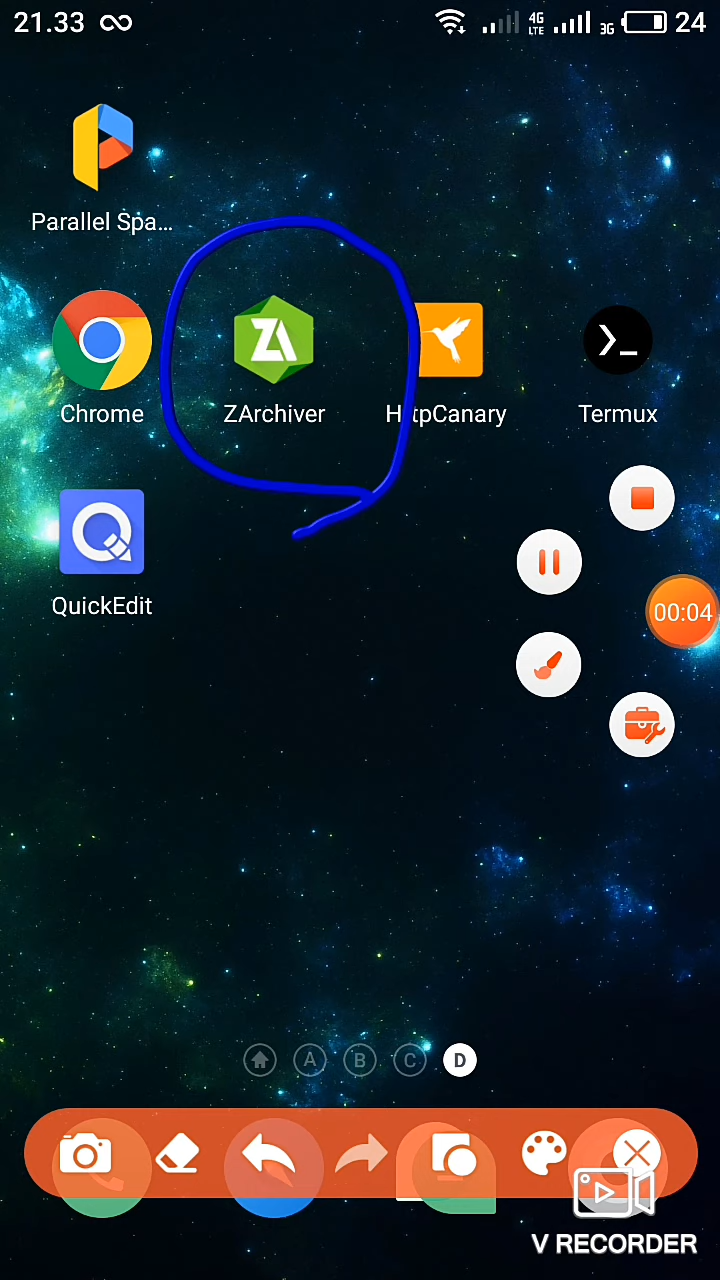 21.33
4G
LTE
3G
24
Parallel Spa...
Chrome
ZArchiver
HttpCanary
Termux
QuickEdit
00:04
A B C D
V RECORDER